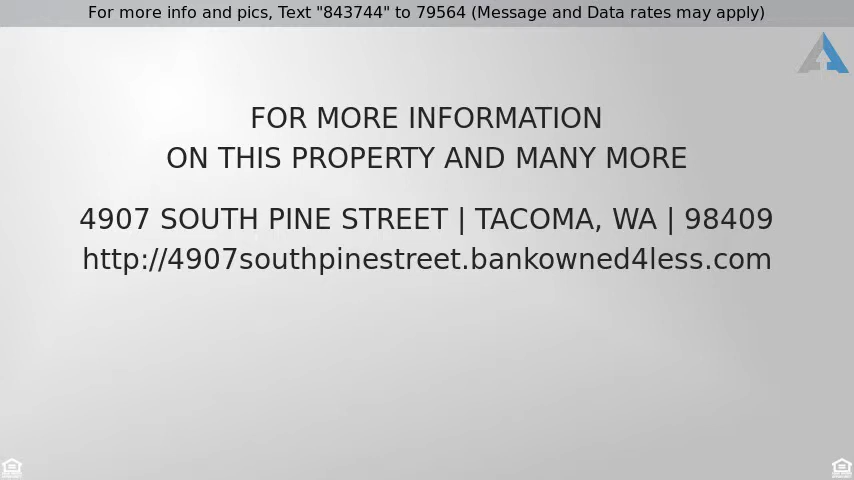 For more info and pics, Text "843744" to 79564 (Message and Data rates may apply)
FOR MORE INFORMATION
ON THIS PROPERTY AND MANY MORE
4907 SOUTH PINE STREET | TACOMA, WA | 98409
http://4907southpinestreet.bankowned4less.com